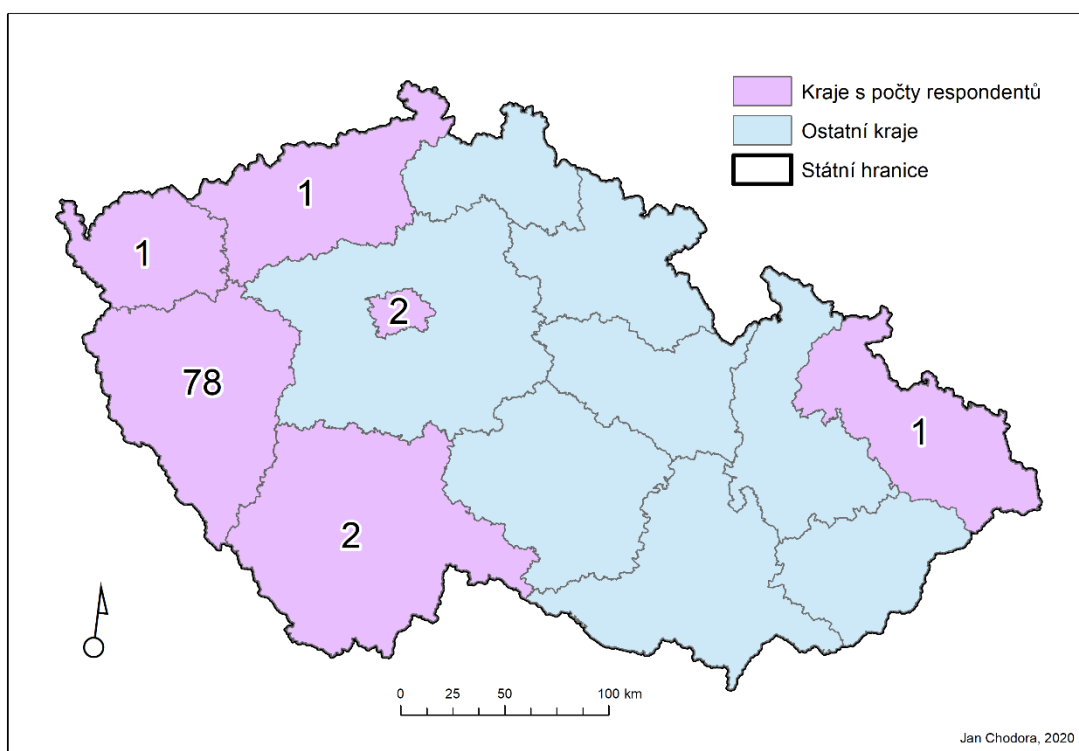 Kraje s počty respondentů
Ostatní kraje
Státní hranice
1
1
2
78
1
2
0 25 50 100 km
Jan Chodora, 2020